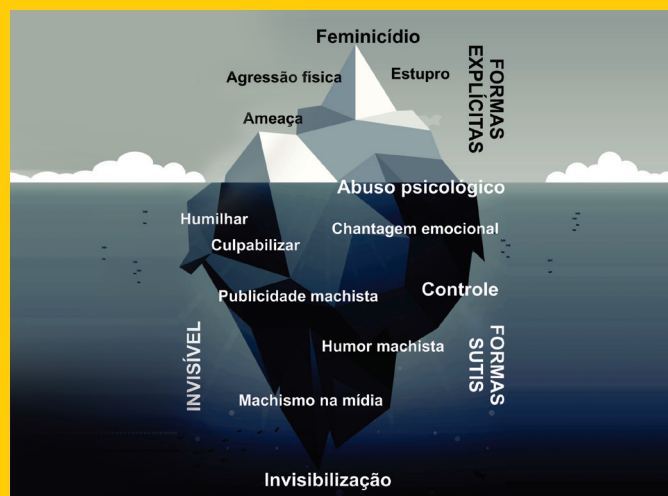 Feminicídio
Agressão física
Estupro
FORMAS
EXPLÍCITAS
Ameaça
Abuso psicológico
Humilhar
Chantagem emocional
Culpabilizar
Publicidade machista
Controle
INVISÍVEL
Humor machista
FORMAS
SUTIS
Machismo na mídia
Invisibilização